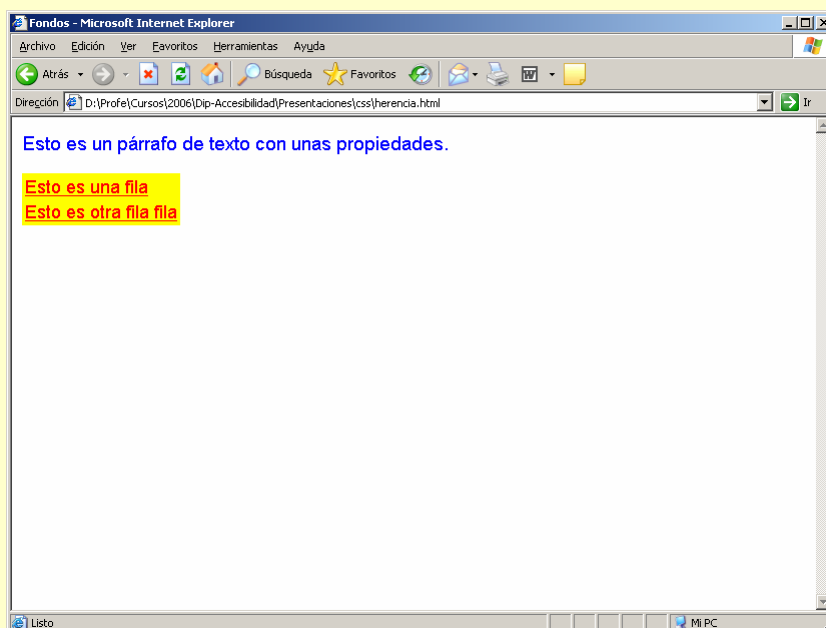 Fondos - Microsoft Internet Explorer
Archivo Edición Ver Favoritos Herramientas Ayuda
Atrás Búsqueda Favoritos
Dirección D:\Profe\Cursos\2006\Dip-Accesibilidad\Presentaciones\css\herencia.html Ir
Esto es un párrafo de texto con unas propiedades.
Esto es una fila
Esto es otra fila fila
Listo Mi PC